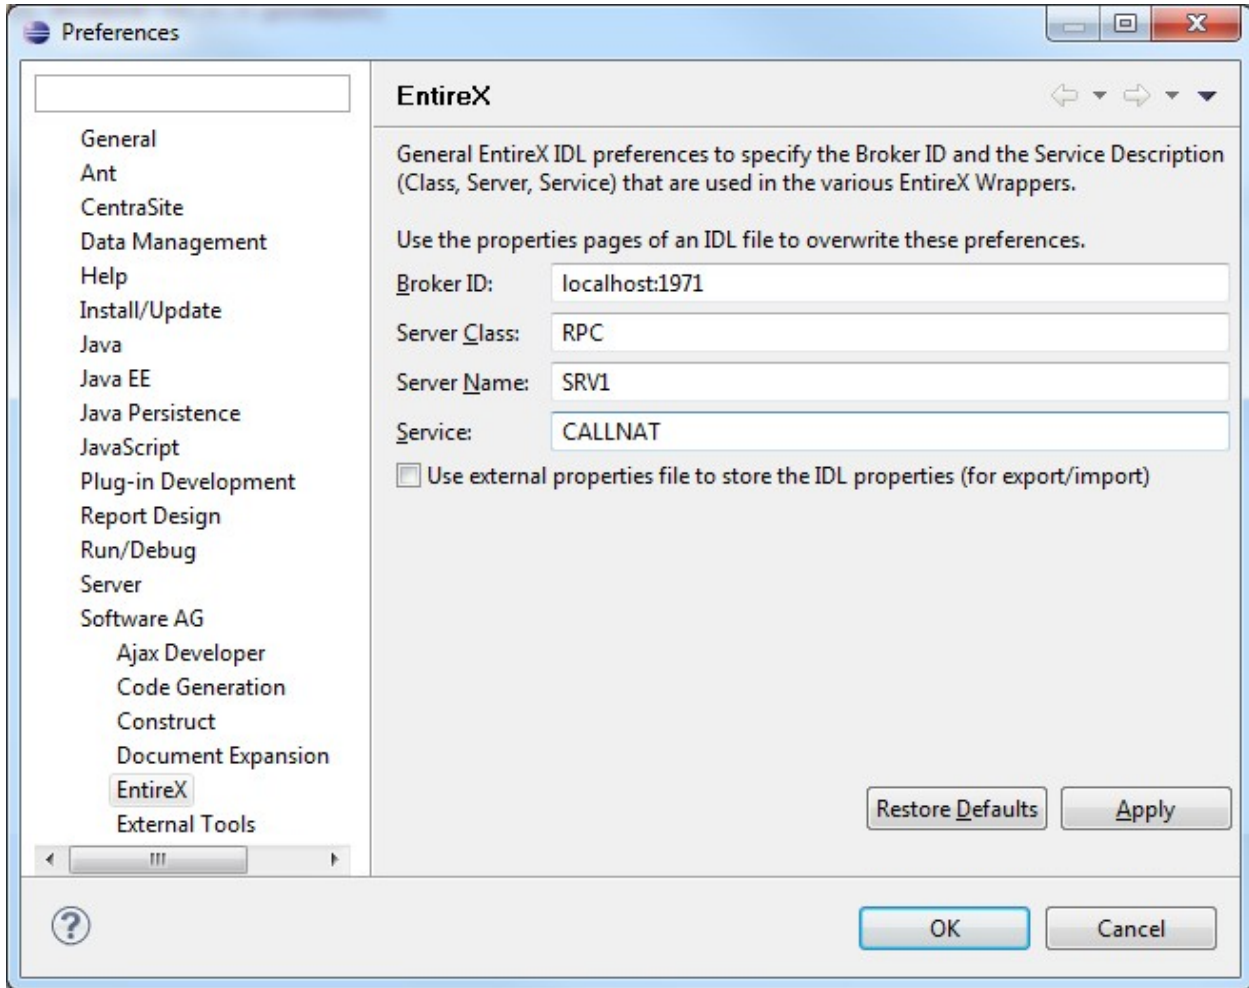 Preferences
General
Ant
CentraSite
Data Management
Help
Install/Update
Java
Java EE
Java Persistence
JavaScript
Plug-in Development
Report Design
Run/Debug
Server
Software AG
Ajax Developer
Code Generation
Construct
Document Expansion
EntireX
External Tools
EntireX
General EntireX IDL preferences to specify the Broker ID and the Service Description
(Class, Server, Service) that are used in the various EntireX Wrappers.
Use the properties pages of an IDL file to overwrite these preferences.
Broker ID: localhost:1971
Server Class: RPC
Server Name: SRV1
Service: CALLNAT
Use external properties file to store the IDL properties (for export/import)
Restore Defaults Apply
? OK Cancel